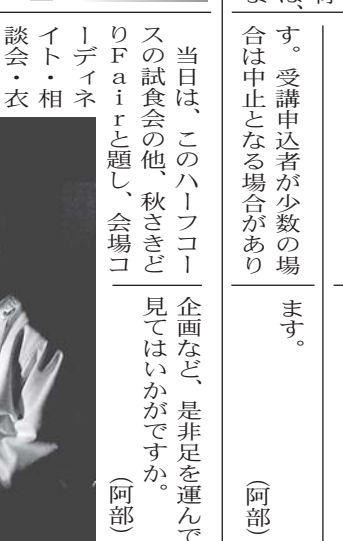 す。受講申込者が少数の場
合は中止となる場合があり
ます。
(阿部)
当日は、このハーフコー
スの試食会の他、秋さきど
りFairと題し、会場コ
ーディネ
イト・相
談会・衣
企画など、是非足を運んで
見てはいかがですか。
(阿部)